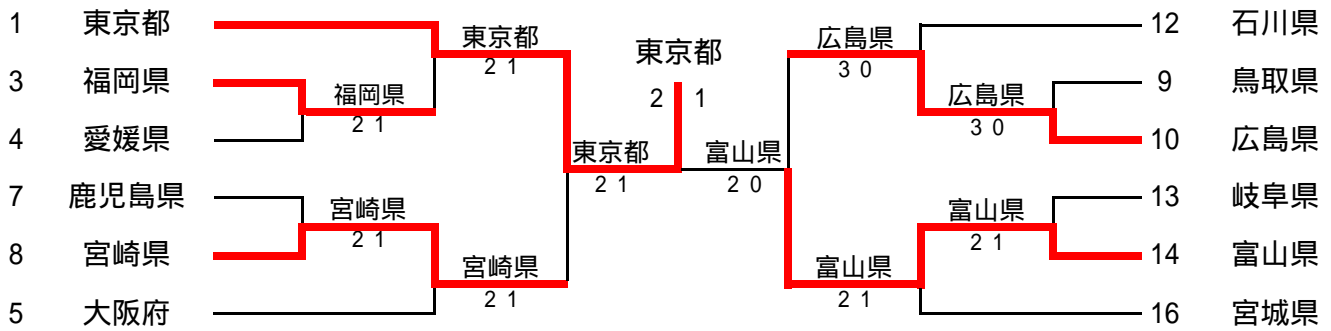 1 東京都 東京都 東京都 広島県 12 石川県
2 1 3 0
3 福岡県 福岡県 2 1 広島県 9 鳥取県
2 1 3 0
4 愛媛県 東京都 富山県 10 広島県
2 1 2 0
7 鹿児島県 宮崎県 富山県 13 岐阜県
2 1 2 1
8 宮崎県 宮崎県 富山県 14 富山県
2 1 2 1
5 大阪府 16 宮城県